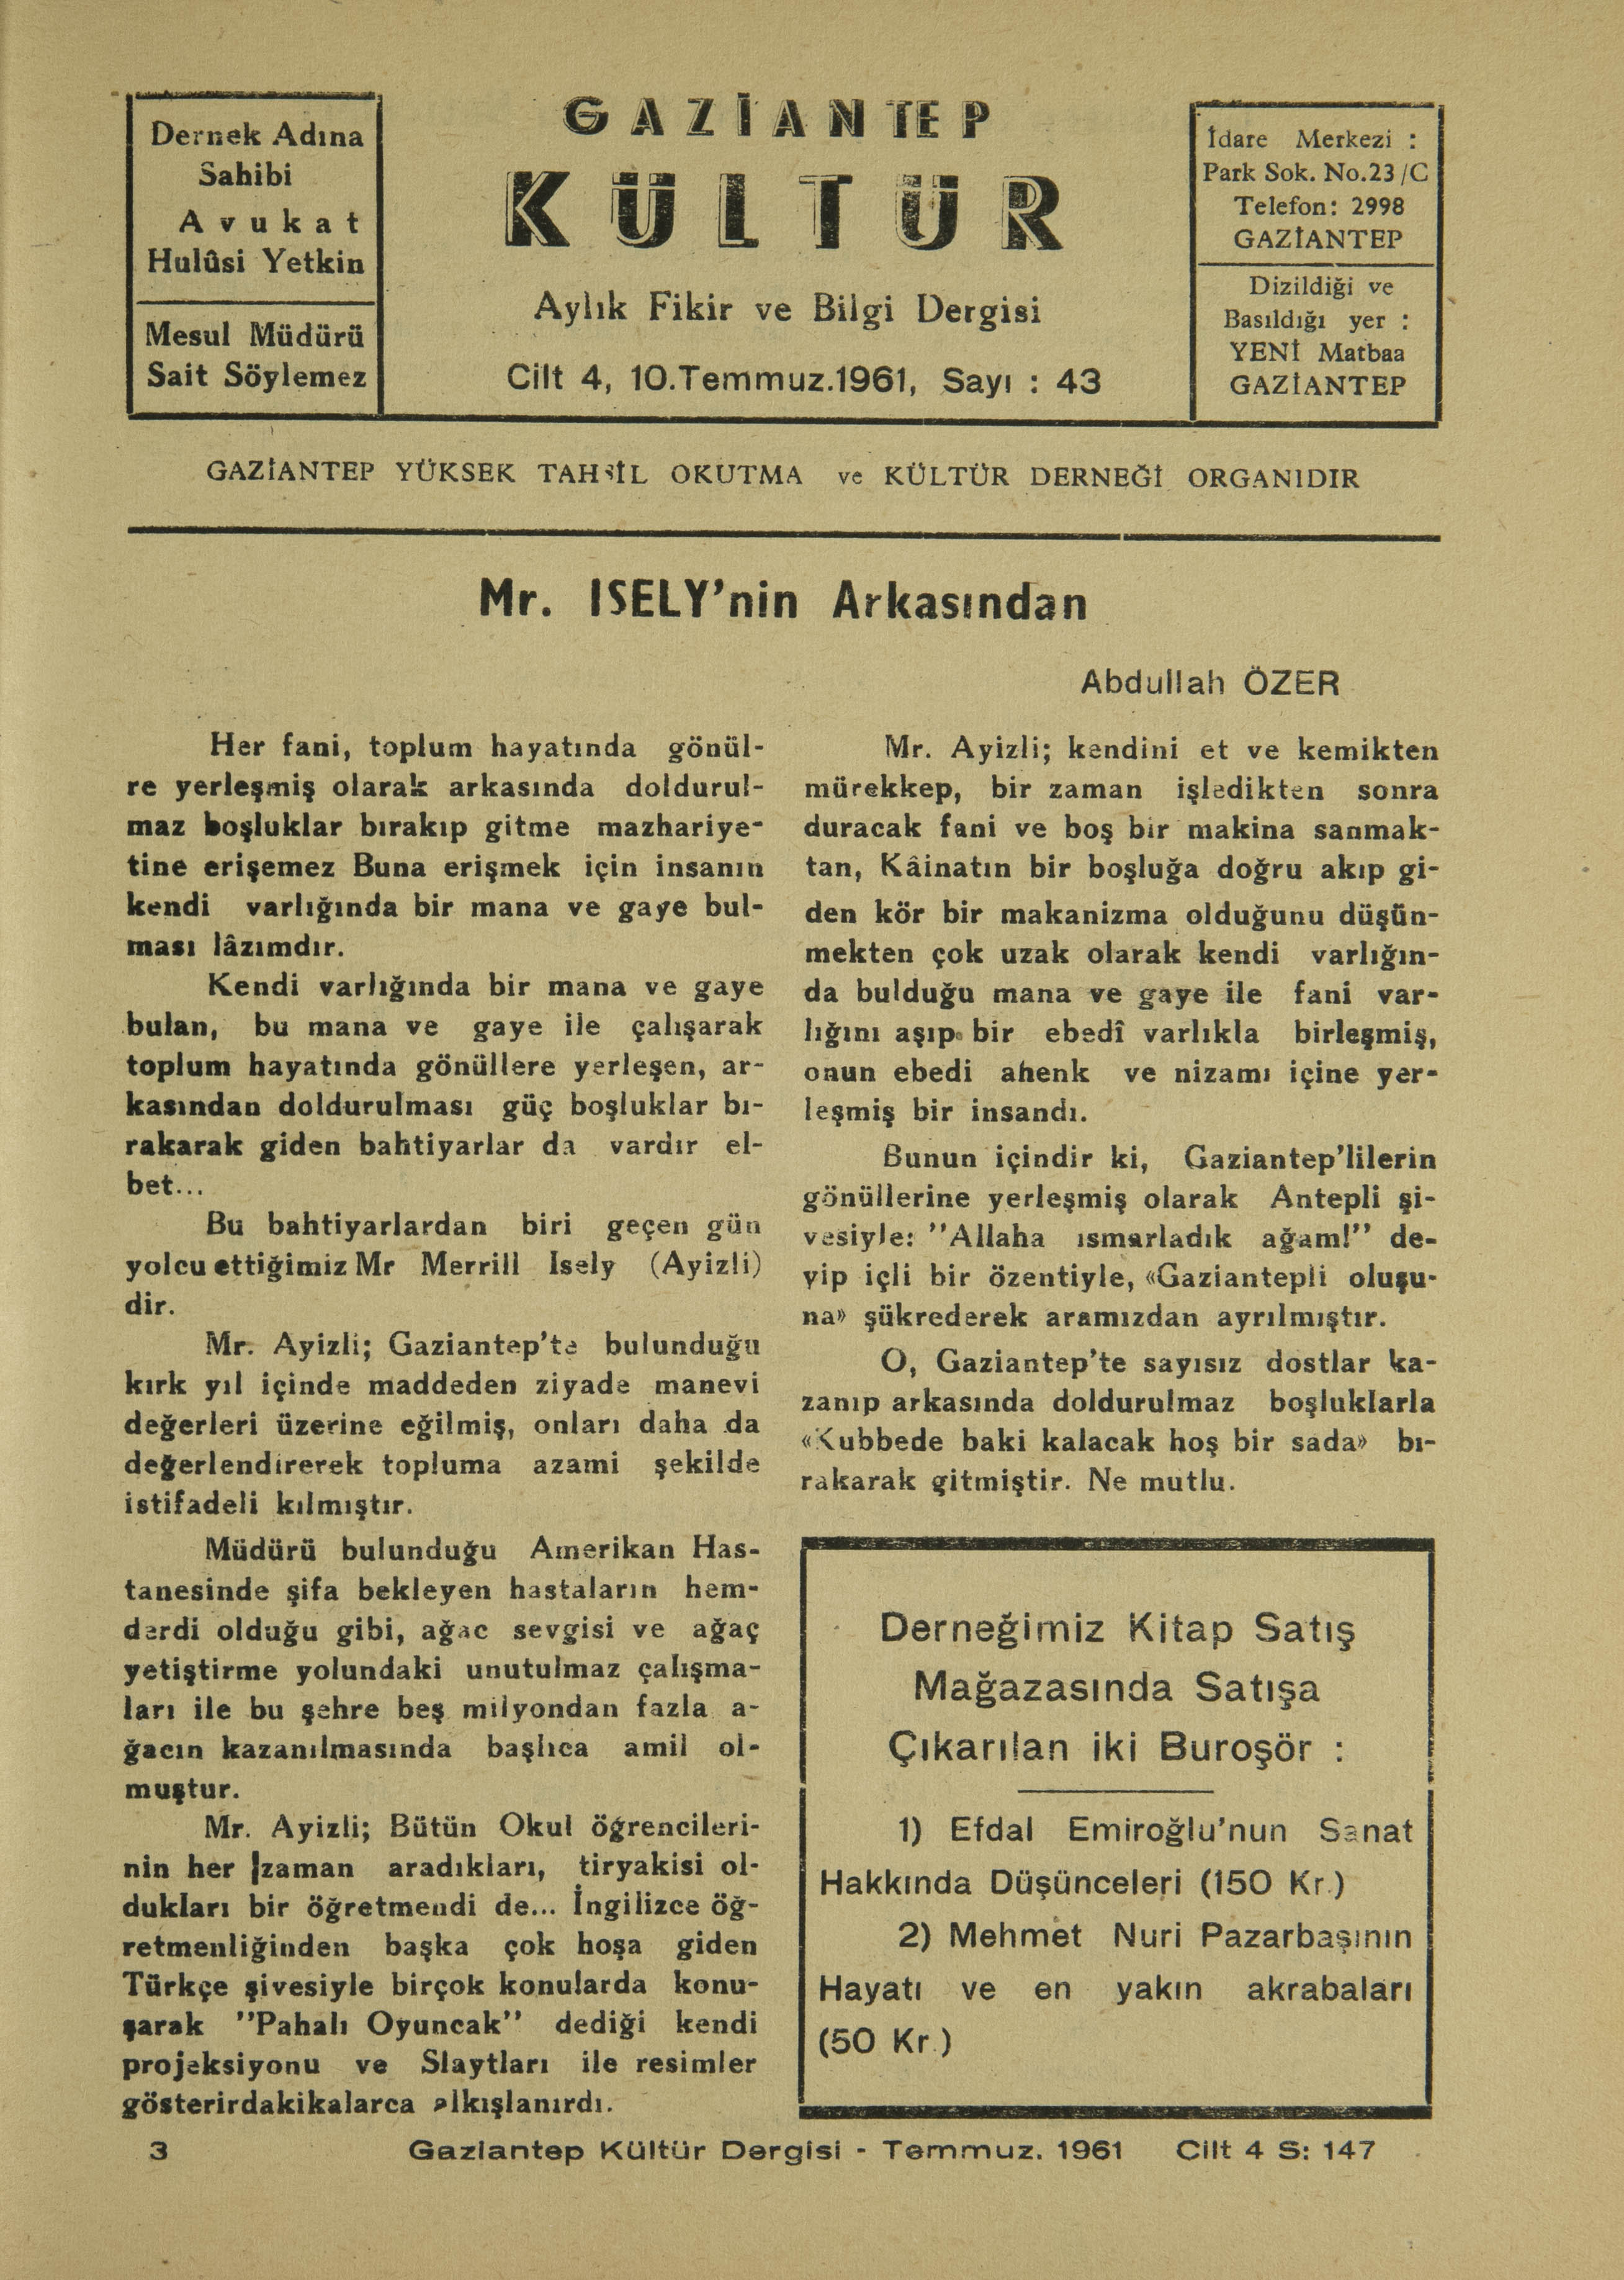 Dernek Adına
Sahibi
Avukat
Hulûsi Yetkin
Mesul Müdürü
Sait Söylemez
GAZİANTEP
KÜLTÜR
Aylık Fikir ve Bilgi Dergisi
Cilt 4, 10.Temmuz.1961, Sayı : 43
İdare Merkezi :
Park Sok. No.23/C
Telefon: 2998
GAZİANTEP
Dizildiği ve
Basıldığı yer :
YENİ Matbaa
GAZİANTEP
GAZİANTEP YÜKSEK TAHSİL OKUTMA ve KÜLTÜR DERNEĞİ ORGANIDIR
Mr. ISELY'nin Arkasından
Abdullah ÖZER
Her fani, toplum hayatında gönül-
re yerleşmiş olarak arkasında doldurul-
maz boşluklar bırakıp gitme mazhariye-
tine erişemez Buna erişmek için insanın
kendi varlığında bir mana ve gaye bul-
ması lâzımdır.
Kendi varlığında bir mana ve gaye
bulan, bu mana ve gaye ile çalışarak
toplum hayatında gönüllere yerleşen, ar-
kasından doldurulması güç boşluklar bı-
rakarak giden bahtiyarlar da vardır el-
bet...
Bu bahtiyarlardan biri geçen gün
yolcu ettiğimiz Mr Merrill Isely (Ayizli)
dir.
Mr. Ayizli; Gaziantep'te bulunduğu
kırk yıl içinde maddeden ziyade manevi
değerleri üzerine eğilmiş, onları daha da
değerlendirerek topluma azami şekilde
istifadeli kılmıştır.
Müdürü bulunduğu Amerikan Has-
tanesinde şifa bekleyen hastaların hem-
derdi olduğu gibi, ağac sevgisi ve ağaç
yetiştirme yolundaki unutulmaz çalışma-
ları ile bu şehre beş milyondan fazla a-
ğacın kazanılmasında başlıca amil ol-
muştur.
Mr. Ayizli; Bütün Okul öğrencileri-
nin her zaman aradıkları, tiryakisi ol-
dukları bir öğretmendi de... İngilizce öğ-
retmenliğinden başka çok hoşa giden
Türkçe şivesiyle birçok konularda konu-
şarak "Pahalı Oyuncak" dediği kendi
projeksiyonu ve Slaytları ile resimler
gösterirdakikalarca alkışlanırdı.
Mr. Ayizli; kendini et ve kemikten
mürekkep, bir zaman işledikten sonra
duracak fani ve boş bir makina sanmak-
tan, Kâinatın bir boşluğa doğru akıp gi-
den kör bir makanizma olduğunu düşün-
mekten çok uzak olarak kendi varlığın-
da bulduğu mana ve gaye ile fani var-
lığını aşıp bir ebedî varlıkla birleşmiş,
onun ebedi ahenk ve nizamı içine yer-
leşmiş bir insandı.
Bunun içindir ki, Gaziantep'lilerin
gönüllerine yerleşmiş olarak Antepli şi-
vesiyle: "Allaha ısmarladık ağam!" de-
yip içli bir özentiyle, «Gaziantepli oluşu-
na» şükrederek aramızdan ayrılmıştır.
O, Gaziantep'te sayısız dostlar ka-
zanıp arkasında doldurulmaz boşluklarla
«Kubbede baki kalacak hoş bir sada» bı-
rakarak gitmiştir. Ne mutlu.
Derneğimiz Kitap Satış
Mağazasında Satışa
Çıkarılan iki Buroşör :
1) Efdal Emiroğlu'nun Sanat
Hakkında Düşünceleri (150 Kr.)
2) Mehmet Nuri Pazarbaşının
Hayatı ve en yakın akrabaları
(50 Kr.)
3 Gaziantep Kültür Dergisi - Temmuz. 1961 Cilt 4 S: 147